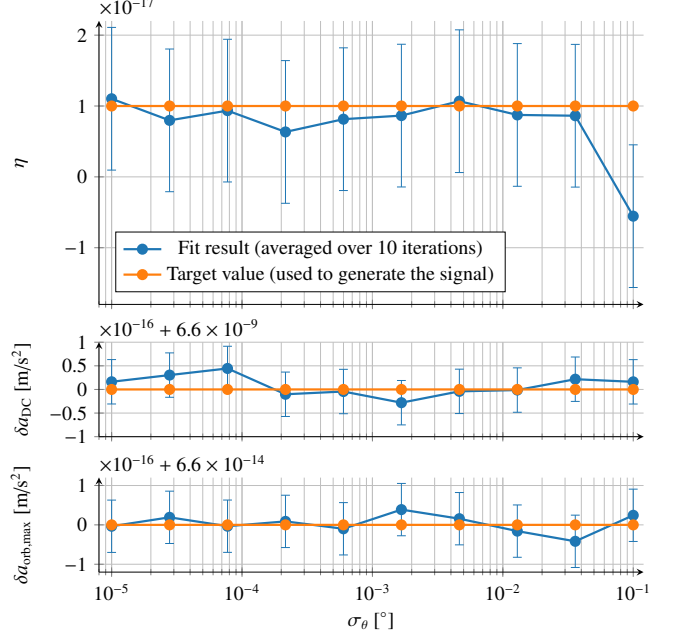 ×10⁻¹⁷
2
1
0
−1
η
Fit result (averaged over 10 iterations)
Target value (used to generate the signal)
×10⁻¹⁶ + 6.6 × 10⁻⁹
1
0.5
0
−0.5
−1
δa_DC [m/s²]
×10⁻¹⁶ + 6.6 × 10⁻¹⁴
1
0
−1
δa_orb,max [m/s²]
10⁻⁵ 10⁻⁴ 10⁻³ 10⁻² 10⁻¹
σ_θ [°]